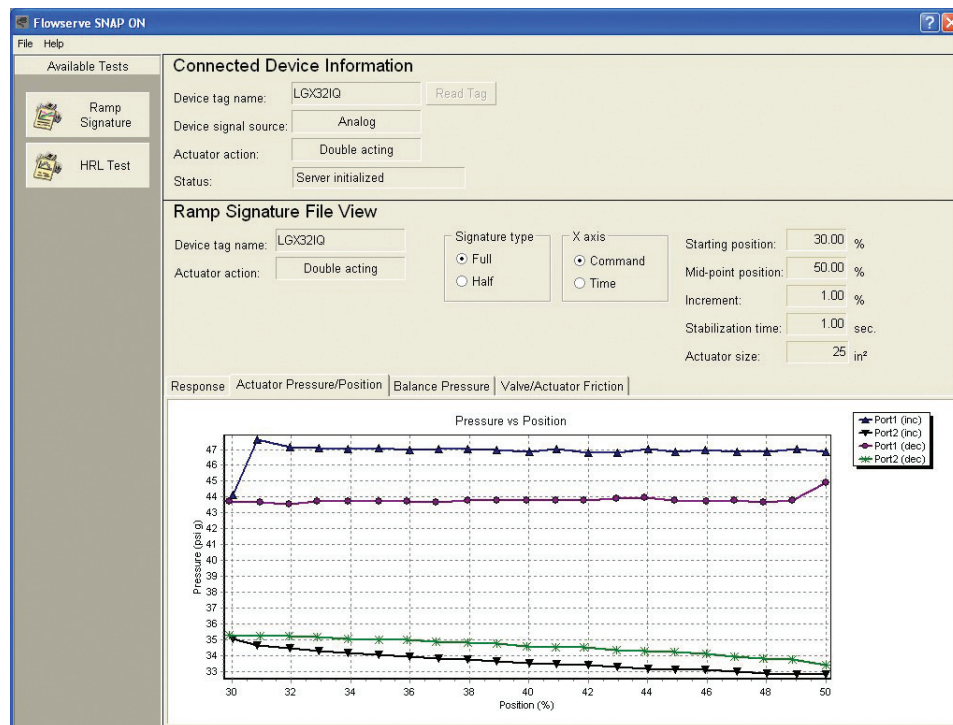 Flowserve SNAP ON
File Help
Available Tests
Ramp
Signature
HRL Test
Connected Device Information
Device tag name: LGX32IQ Read Tag
Device signal source: Analog
Actuator action: Double acting
Status: Server initialized
Ramp Signature File View
Device tag name: LGX32IQ
Actuator action: Double acting
Signature type
Full
Half
X axis
Command
Time
Starting position: 30.00 %
Mid-point position: 50.00 %
Increment: 1.00 %
Stabilization time: 1.00 sec.
Actuator size: 25 in²
Response Actuator Pressure/Position Balance Pressure Valve/Actuator Friction
Pressure vs Position
Port1 (inc)
Port2 (inc)
Port1 (dec)
Port2 (dec)
Pressure (psi g)
47
46
45
44
43
42
41
40
39
38
37
36
35
34
33
30 32 34 36 38 40 42 44 46 48 50
Position (%)